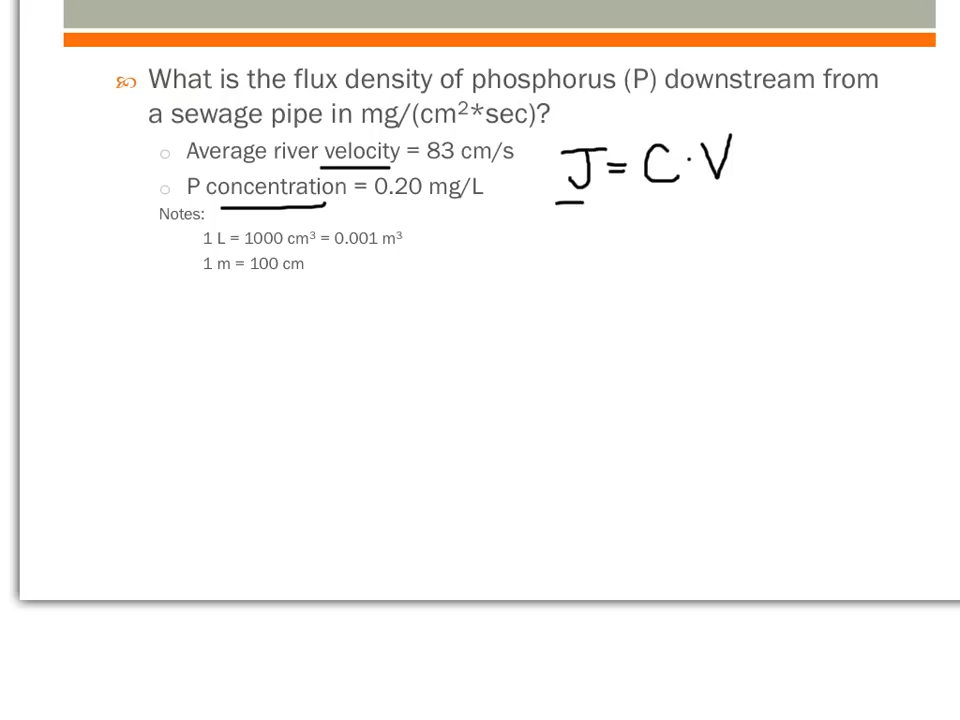 What is the flux density of phosphorus (P) downstream from
a sewage pipe in mg/(cm²*sec)?
Average river velocity = 83 cm/s
P concentration = 0.20 mg/L
J = C · V
Notes:
1 L = 1000 cm³ = 0.001 m³
1 m = 100 cm